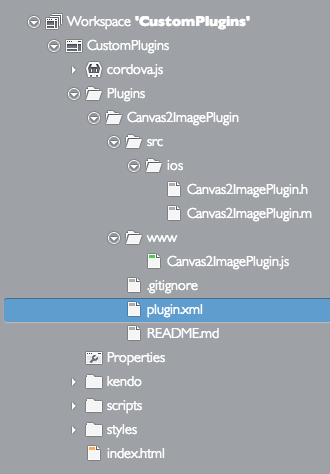 Workspace 'CustomPlugins'
CustomPlugins
cordova.js
Plugins
Canvas2ImagePlugin
src
ios
Canvas2ImagePlugin.h
Canvas2ImagePlugin.m
www
Canvas2ImagePlugin.js
.gitignore
plugin.xml
README.md
Properties
kendo
scripts
styles
index.html